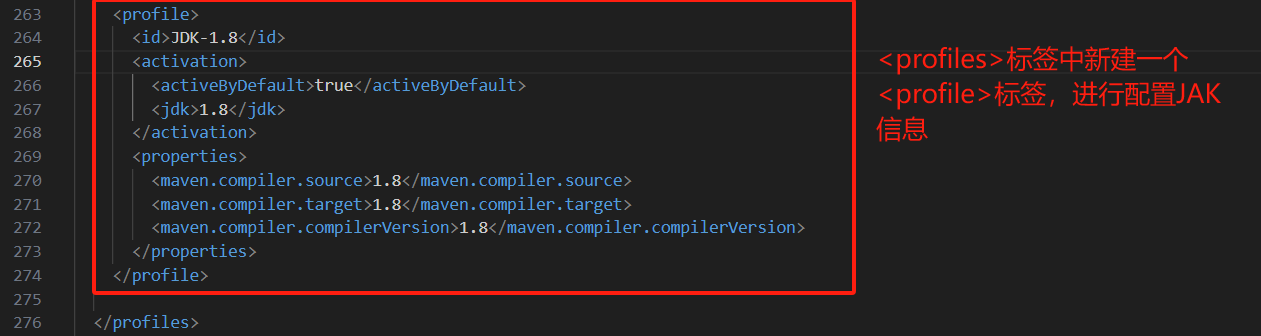 263 <profile>
264 <id>JDK-1.8</id>
265 <activation>
266 <activeByDefault>true</activeByDefault>
267 <jdk>1.8</jdk>
268 </activation>
269 <properties>
270 <maven.compiler.source>1.8</maven.compiler.source>
271 <maven.compiler.target>1.8</maven.compiler.target>
272 <maven.compiler.compilerVersion>1.8</maven.compiler.compilerVersion>
273 </properties>
274 </profile>
275
276 </profiles>
<profiles>标签中新建一个
<profile>标签，进行配置JAK
信息